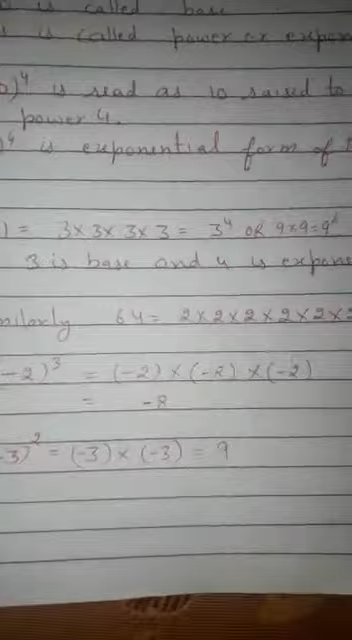 is called base
is called power or expon
)⁴ is read as 10 raised to
power 4.
)⁴ is exponential form of
1 = 3×3×3×3 = 3⁴ OR 9×9=9²
3 is base and 4 is expone
milarly 64= 2×2×2×2×2×2
-2)³ = (-2)×(-2)×(-2)
= -8
-3)² = (-3)×(-3) = 9